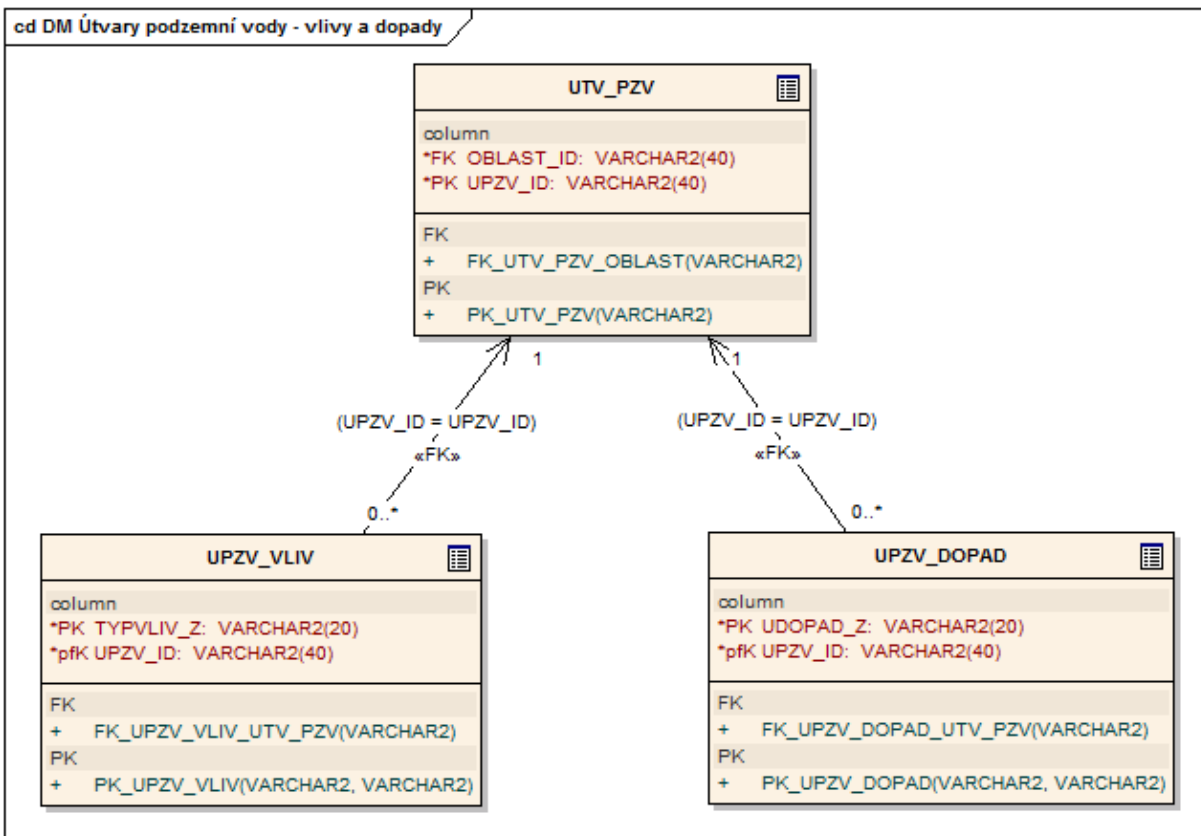 cd DM Útvary podzemní vody - vlivy a dopady
UTV_PZV
column
*FK OBLAST_ID: VARCHAR2(40)
*PK UPZV_ID: VARCHAR2(40)
FK
+ FK_UTV_PZV_OBLAST(VARCHAR2)
PK
+ PK_UTV_PZV(VARCHAR2)
1
1
(UPZV_ID = UPZV_ID)
«FK»
(UPZV_ID = UPZV_ID)
«FK»
0..*
0..*
UPZV_VLIV
column
*PK TYPVLIV_Z: VARCHAR2(20)
*pfK UPZV_ID: VARCHAR2(40)
FK
+ FK_UPZV_VLIV_UTV_PZV(VARCHAR2)
PK
+ PK_UPZV_VLIV(VARCHAR2, VARCHAR2)
UPZV_DOPAD
column
*PK UDOPAD_Z: VARCHAR2(20)
*pfK UPZV_ID: VARCHAR2(40)
FK
+ FK_UPZV_DOPAD_UTV_PZV(VARCHAR2)
PK
+ PK_UPZV_DOPAD(VARCHAR2, VARCHAR2)